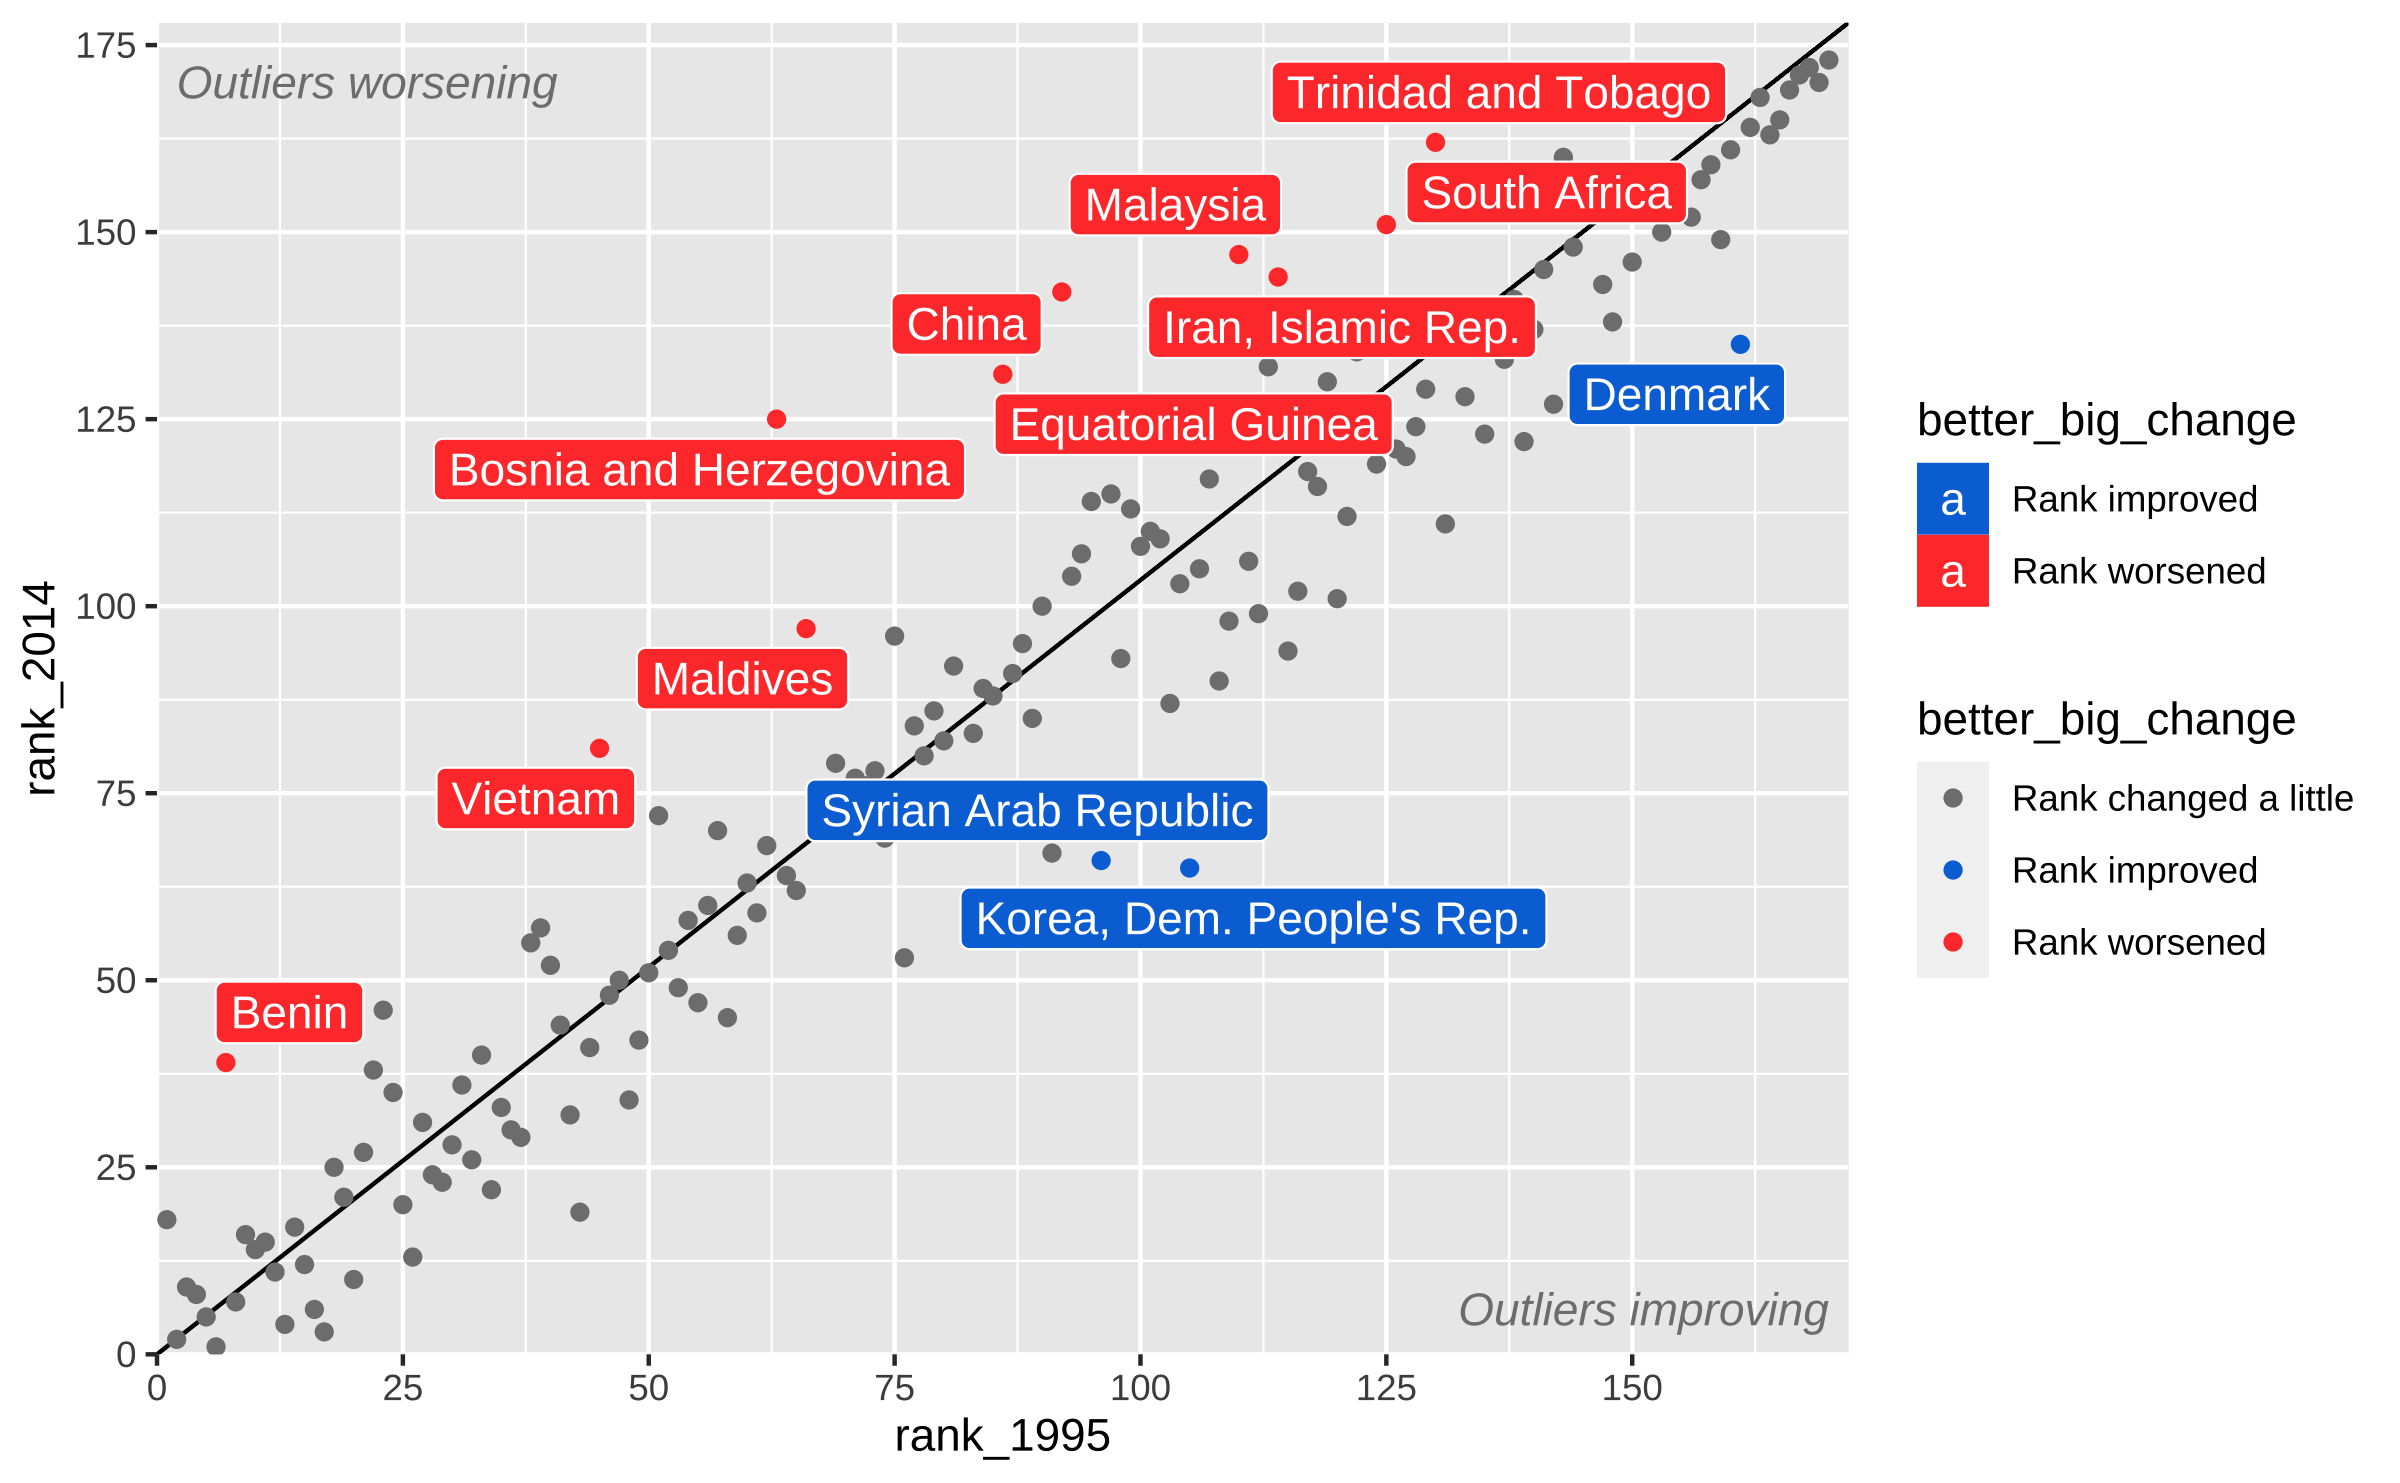 Outliers worsening
Trinidad and Tobago
South Africa
Malaysia
China
Iran, Islamic Rep.
Denmark
Equatorial Guinea
Bosnia and Herzegovina
Maldives
Vietnam
Syrian Arab Republic
Korea, Dem. People's Rep.
Benin
Outliers improving
175
150
125
100
75
50
25
0
rank_2014
0 25 50 75 100 125 150
rank_1995
better_big_change
a Rank improved
a Rank worsened
better_big_change
Rank changed a little
Rank improved
Rank worsened